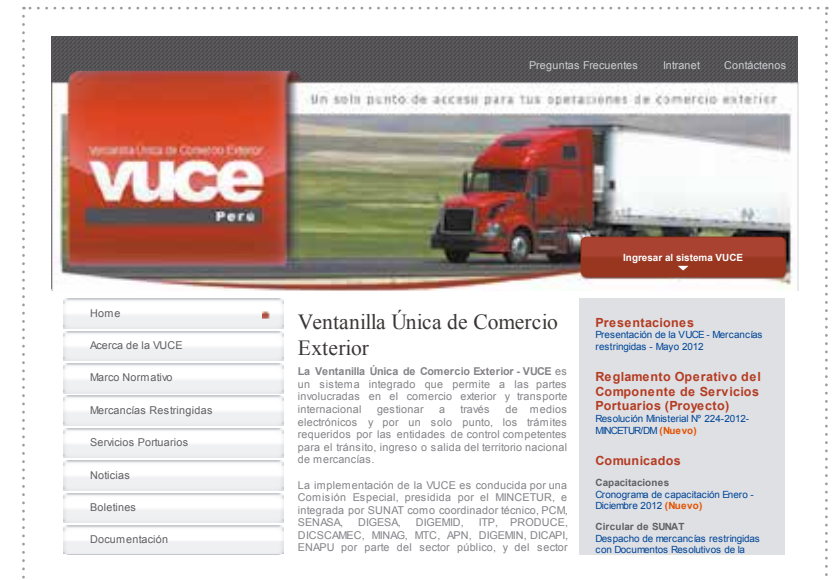 Preguntas Frecuentes Intranet Contáctenos
Un solo punto de acceso para tus operaciones de comercio exterior
Ventanilla Única de Comercio Exterior
vuce
Perú
Ingresar al sistema VUCE
Home
Acerca de la VUCE
Marco Normativo
Mercancías Restringidas
Servicios Portuarios
Noticias
Boletines
Documentación
Ventanilla Única de Comercio
Exterior
La Ventanilla Única de Comercio Exterior - VUCE es
un sistema integrado que permite a las partes
involucradas en el comercio exterior y transporte
internacional gestionar a través de medios
electrónicos y por un solo punto, los trámites
requeridos por las entidades de control competentes
para el tránsito, ingreso o salida del territorio nacional
de mercancías.
La implementación de la VUCE es conducida por una
Comisión Especial, presidida por el MINCETUR, e
integrada por SUNAT como coordinador técnico, PCM,
SENASA, DIGESA, DIGEMID, ITP, PRODUCE,
DICSCAMEC, MINAG, MTC, APN, DIGEMIN, DICAPI,
ENAPU por parte del sector público, y del sector
Presentaciones
Presentación de la VUCE - Mercancías
restringidas - Mayo 2012
Reglamento Operativo del
Componente de Servicios
Portuarios (Proyecto)
Resolución Ministerial Nº 224-2012-
MINCETUR/DM (Nuevo)
Comunicados
Capacitaciones
Cronograma de capacitación Enero -
Diciembre 2012 (Nuevo)
Circular de SUNAT
Despacho de mercancías restringidas
con Documentos Resolutivos de la